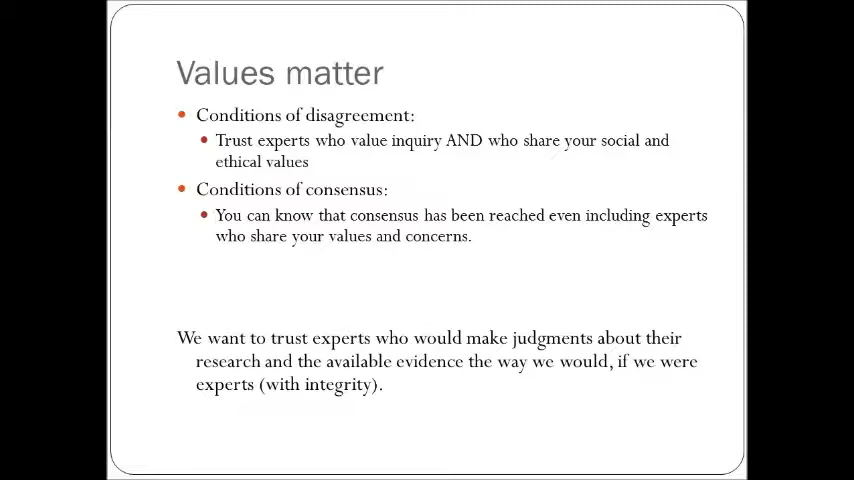 Values matter
• Conditions of disagreement:
• Trust experts who value inquiry AND who share your social and
ethical values
• Conditions of consensus:
• You can know that consensus has been reached even including experts
who share your values and concerns.
We want to trust experts who would make judgments about their
research and the available evidence the way we would, if we were
experts (with integrity).